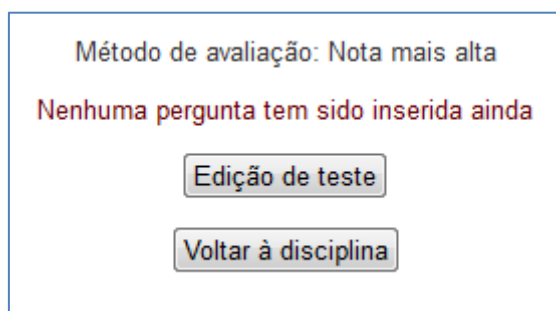 Método de avaliação: Nota mais alta
Nenhuma pergunta tem sido inserida ainda
Edição de teste
Voltar à disciplina